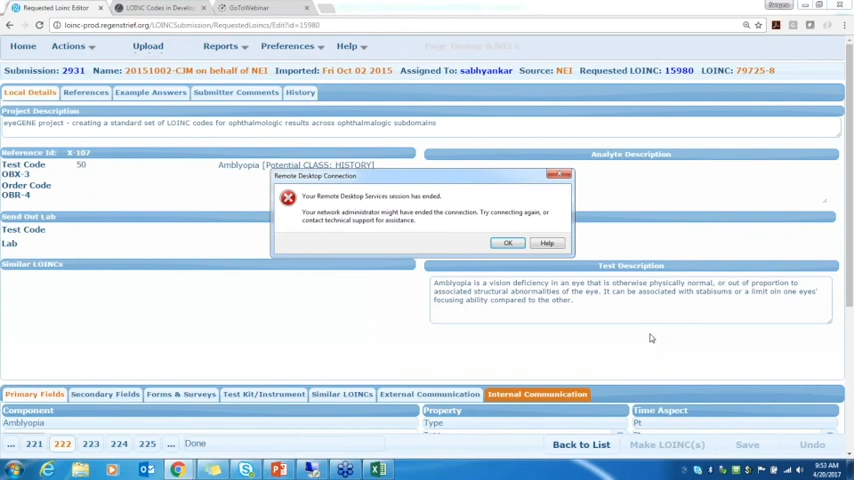 Requested Loinc Editor
LOINC Codes in Develop
GoToWebinar
loinc-prod.regenstrief.org/LOINCSubmission/RequestedLoincs/Edit?id=15980
Home Actions Upload Reports Preferences Help
Submission: 2931 Name: 20151002-CJM on behalf of NEI Imported: Fri Oct 02 2015 Assigned To: sabhyankar Source: NEI Requested LOINC: 15980 LOINC: 79725-8
Local Details References Example Answers Submitter Comments History
Project Description
eyeGENE project - creating a standard set of LOINC codes for ophthalmologic results across ophthalmalogic subdomains
Reference Id: X-107
Analyte Description
Test Code 50 Amblyopia [Potential CLASS: HISTORY]
OBX-3
Order Code
OBR-4
Remote Desktop Connection
Your Remote Desktop Services session has ended.
Your network administrator might have ended the connection. Try connecting again, or
contact technical support for assistance.
OK Help
Send Out Lab
Test Code
Lab
Similar LOINCs
Test Description
Amblyopia is a vision deficiency in an eye that is otherwise physically normal, or out of proportion to
associated structural abnormalities of the eye. It can be associated with stabisums or a limit oin one eyes'
focusing ability compared to the other.
Primary Fields Secondary Fields Forms & Surveys Test Kit/Instrument Similar LOINCs External Communication Internal Communication
Component Property Time Aspect
Amblyopia Type Pt
... 221 222 223 224 225 ... Done Back to List Make LOINC(s) Save Undo
9:53 AM
4/20/2017